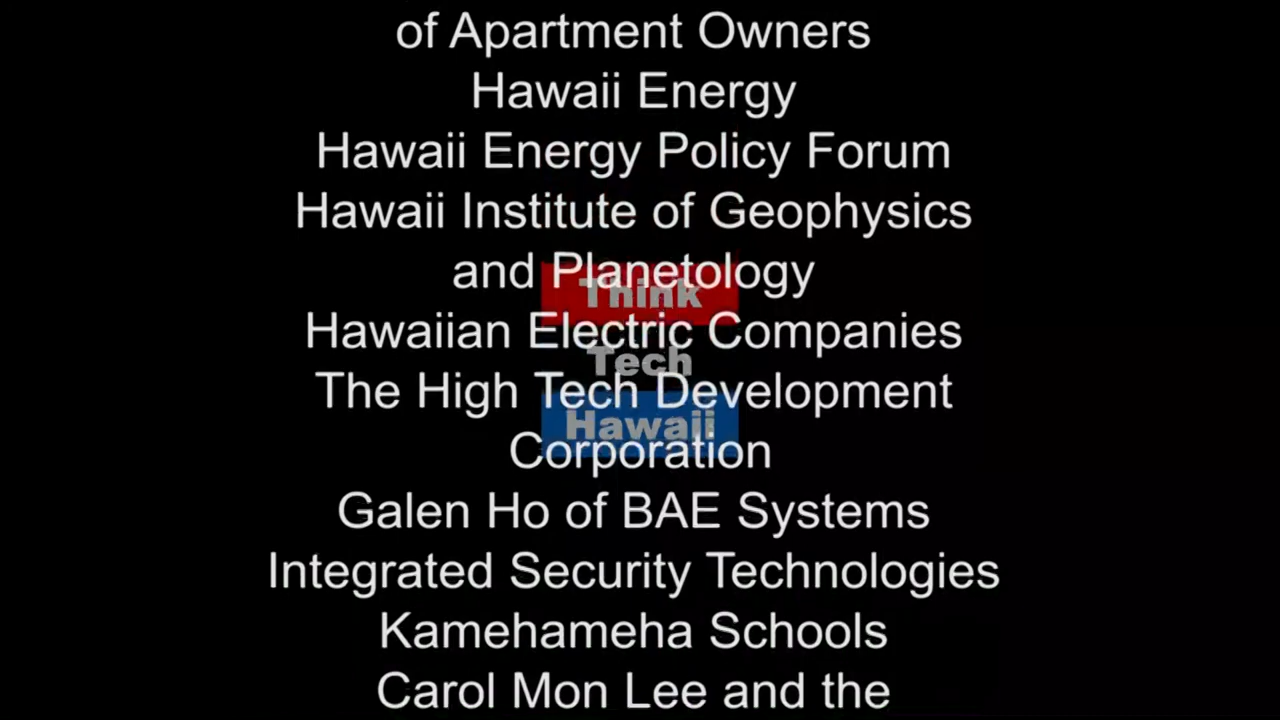 of Apartment Owners
Hawaii Energy
Hawaii Energy Policy Forum
Hawaii Institute of Geophysics
and Planetology
Think
Hawaiian Electric Companies
Tech
The High Tech Development
Hawaii
Corporation
Galen Ho of BAE Systems
Integrated Security Technologies
Kamehameha Schools
Carol Mon Lee and the